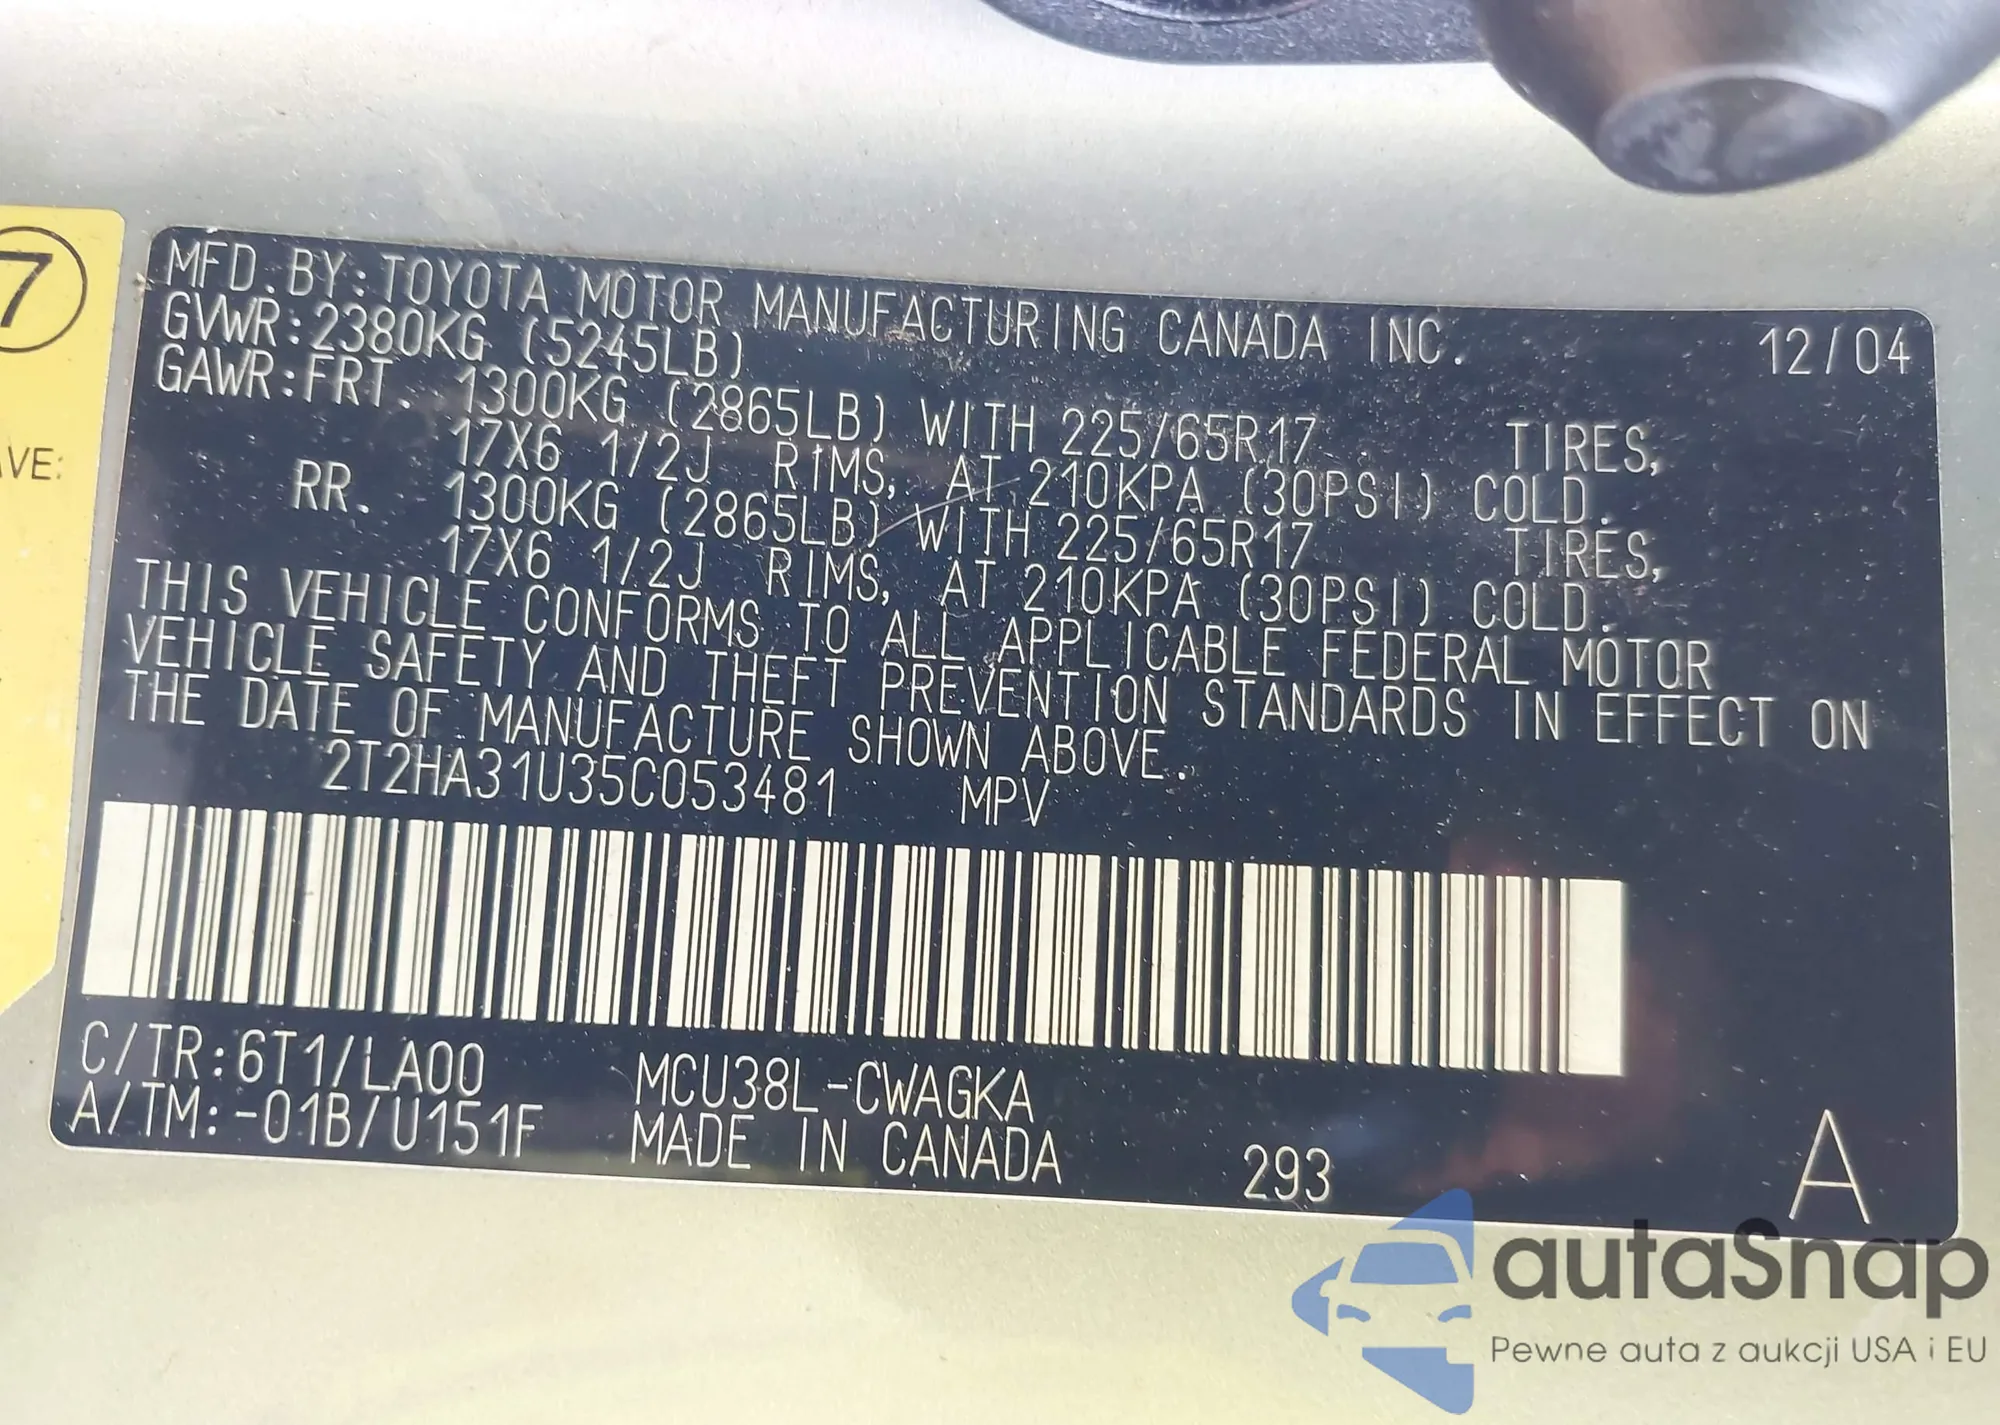 7
AVE:
MFD. BY: TOYOTA MOTOR MANUFACTURING CANADA INC. 12/04
GVWR: 2380KG (5245LB)
GAWR: FRT. 1300KG (2865LB) WITH 225/65R17 TIRES,
17X6 1/2J RIMS, AT 210KPA (30PSI) COLD.
RR. 1300KG (2865LB) WITH 225/65R17 TIRES,
17X6 1/2J RIMS, AT 210KPA (30PSI) COLD.
THIS VEHICLE CONFORMS TO ALL APPLICABLE FEDERAL MOTOR
VEHICLE SAFETY AND THEFT PREVENTION STANDARDS IN EFFECT ON
THE DATE OF MANUFACTURE SHOWN ABOVE.
2T2HA31U35C053481 MPV
C/TR: 6T1/LA00 MCU38L-CWAGKA
A/TM: -01B/U151F MADE IN CANADA 293 A
autaSnap
Pewne auta z aukcji USA i EU